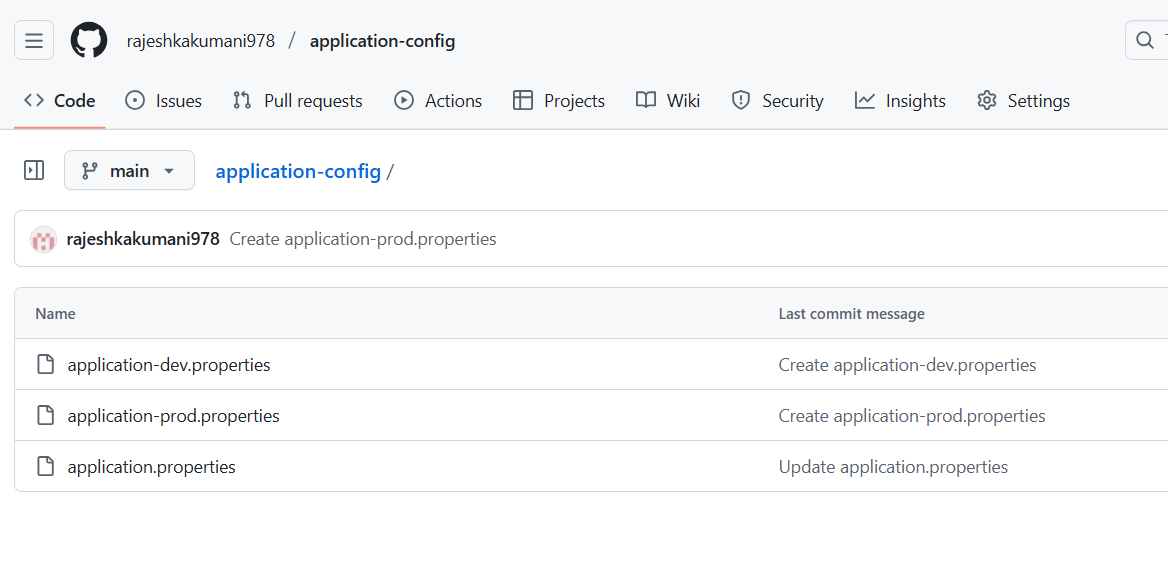 rajeshkakumani978 / application-config
Code Issues Pull requests Actions Projects Wiki Security Insights Settings
main application-config /
rajeshkakumani978 Create application-prod.properties
Name Last commit message
application-dev.properties Create application-dev.properties
application-prod.properties Create application-prod.properties
application.properties Update application.properties